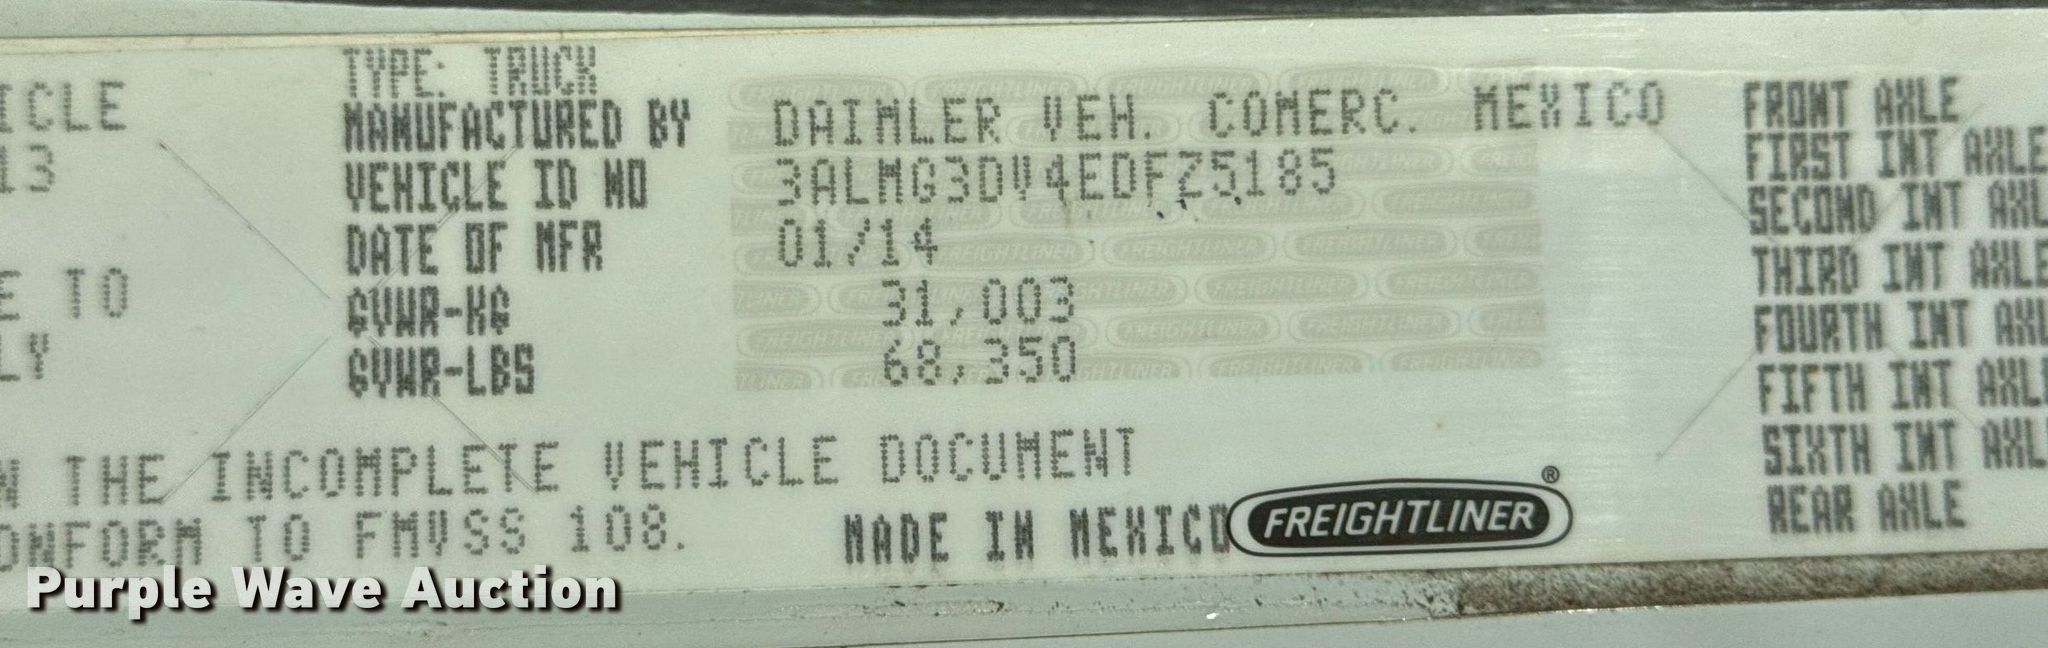 TYPE: TRUCK
ICLE MANUFACTURED BY DAIMLER VEH. COMERC. MEXICO FRONT AXLE
13 VEHICLE ID NO 3ALMG3DV4EDFZ5185 FIRST INT AXLE
SECOND INT AXL
DATE OF MFR 01/14
E TO GVWR-KG 31,003 THIRD INT AXLE
FOURTH INT AXL
LY GVWR-LBS 68,350 FIFTH INT AXLE
N THE INCOMPLETE VEHICLE DOCUMENT SIXTH INT AXL
ONFORM TO FMVSS 108. MADE IN MEXICO FREIGHTLINER® REAR AXLE
Purple Wave Auction